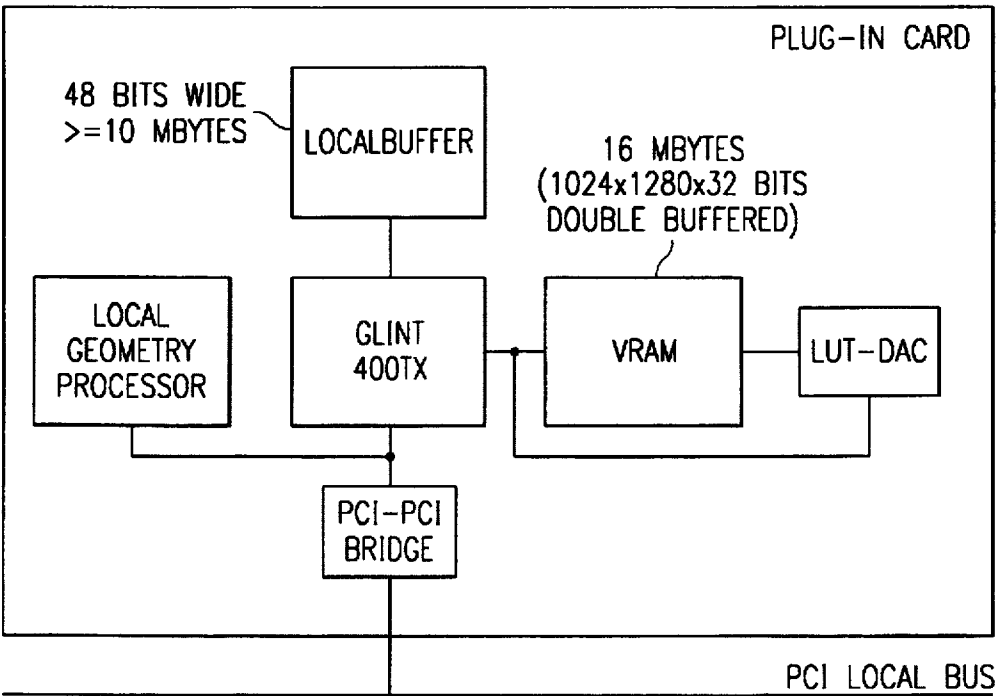 PLUG-IN CARD
48 BITS WIDE
>=10 MBYTES
LOCALBUFFER
16 MBYTES
(1024x1280x32 BITS
DOUBLE BUFFERED)
LOCAL
GEOMETRY
PROCESSOR
GLINT
400TX
VRAM
LUT-DAC
PCI-PCI
BRIDGE
PCI LOCAL BUS